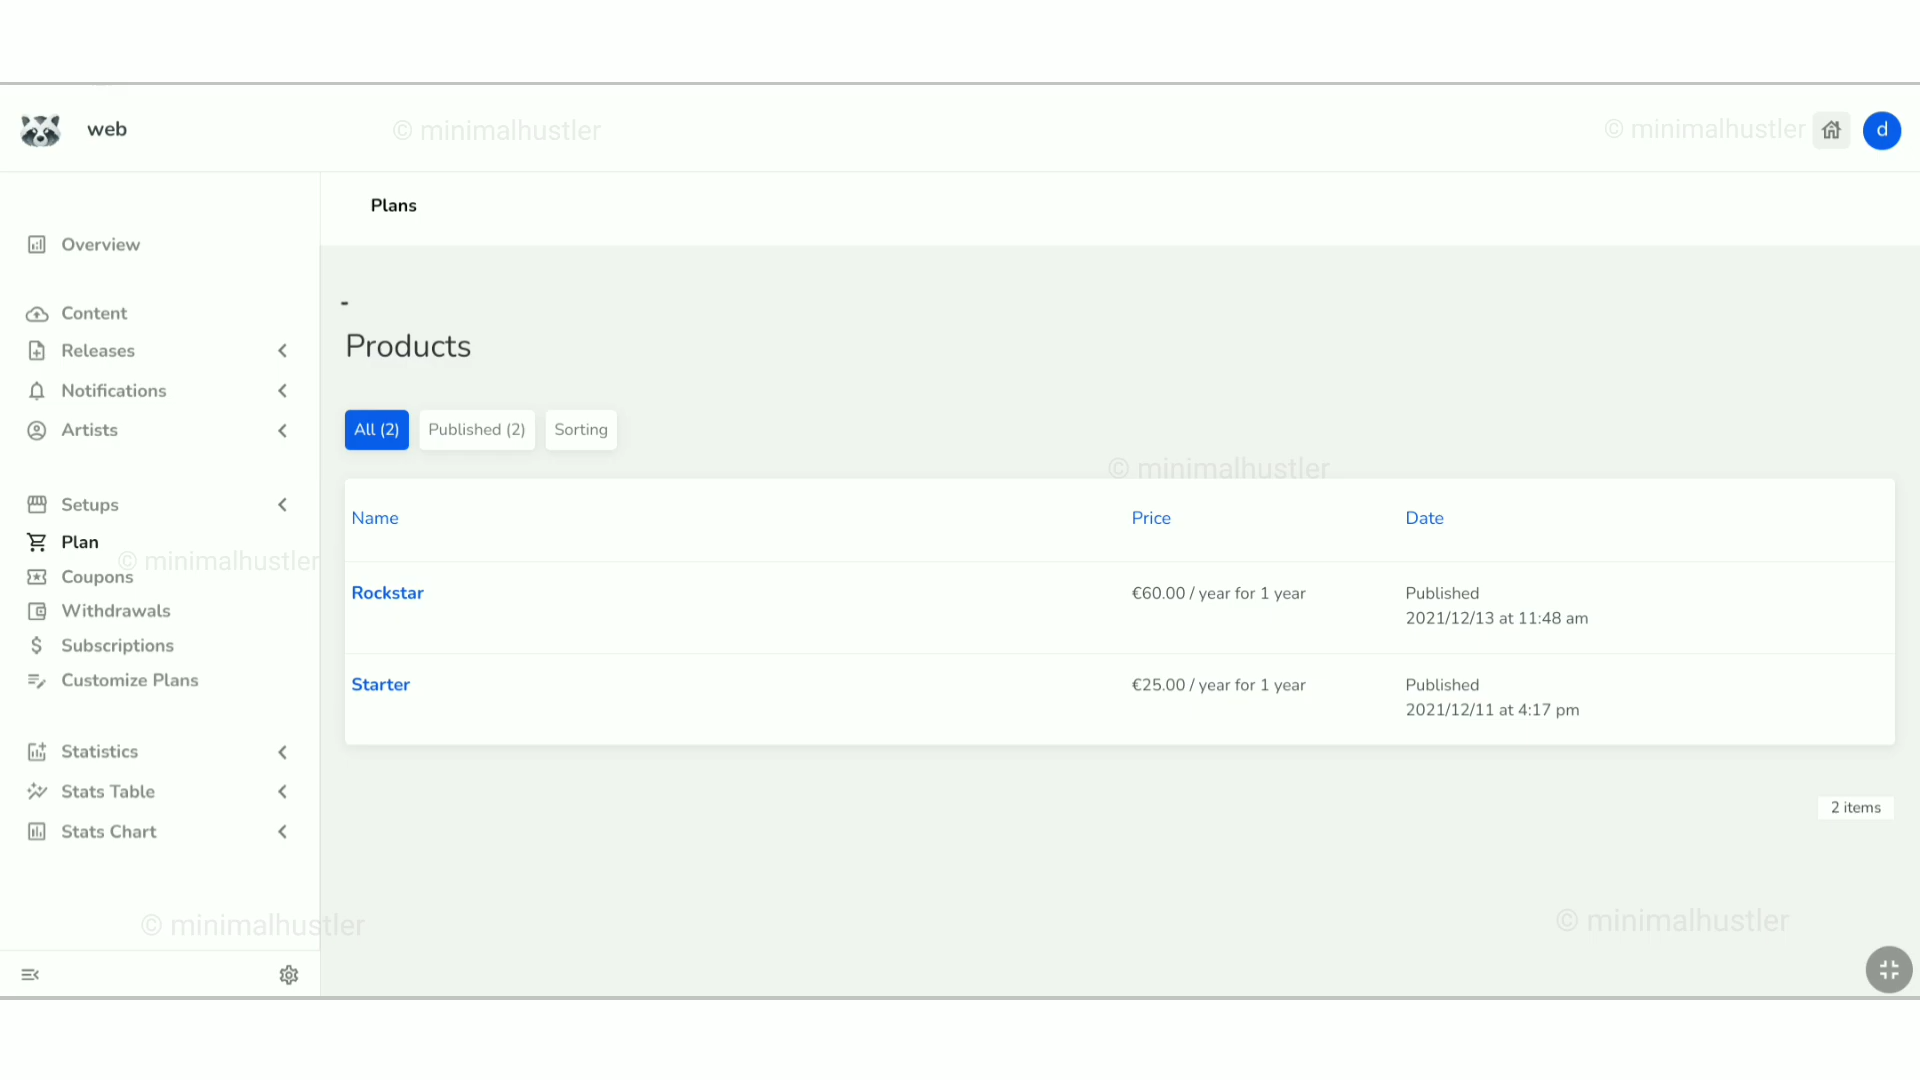 web
© minimalhustler
© minimalhustler
d
Plans
Overview
Content
Releases
Notifications
Artists
Setups
Plan
© minimalhustler
Coupons
Withdrawals
Subscriptions
Customize Plans
Statistics
Stats Table
Stats Chart
© minimalhustler
-
Products
All (2)
Published (2)
Sorting
© minimalhustler
Name
Price
Date
Rockstar
€60.00 / year for 1 year
Published
2021/12/13 at 11:48 am
Starter
€25.00 / year for 1 year
Published
2021/12/11 at 4:17 pm
2 items
© minimalhustler